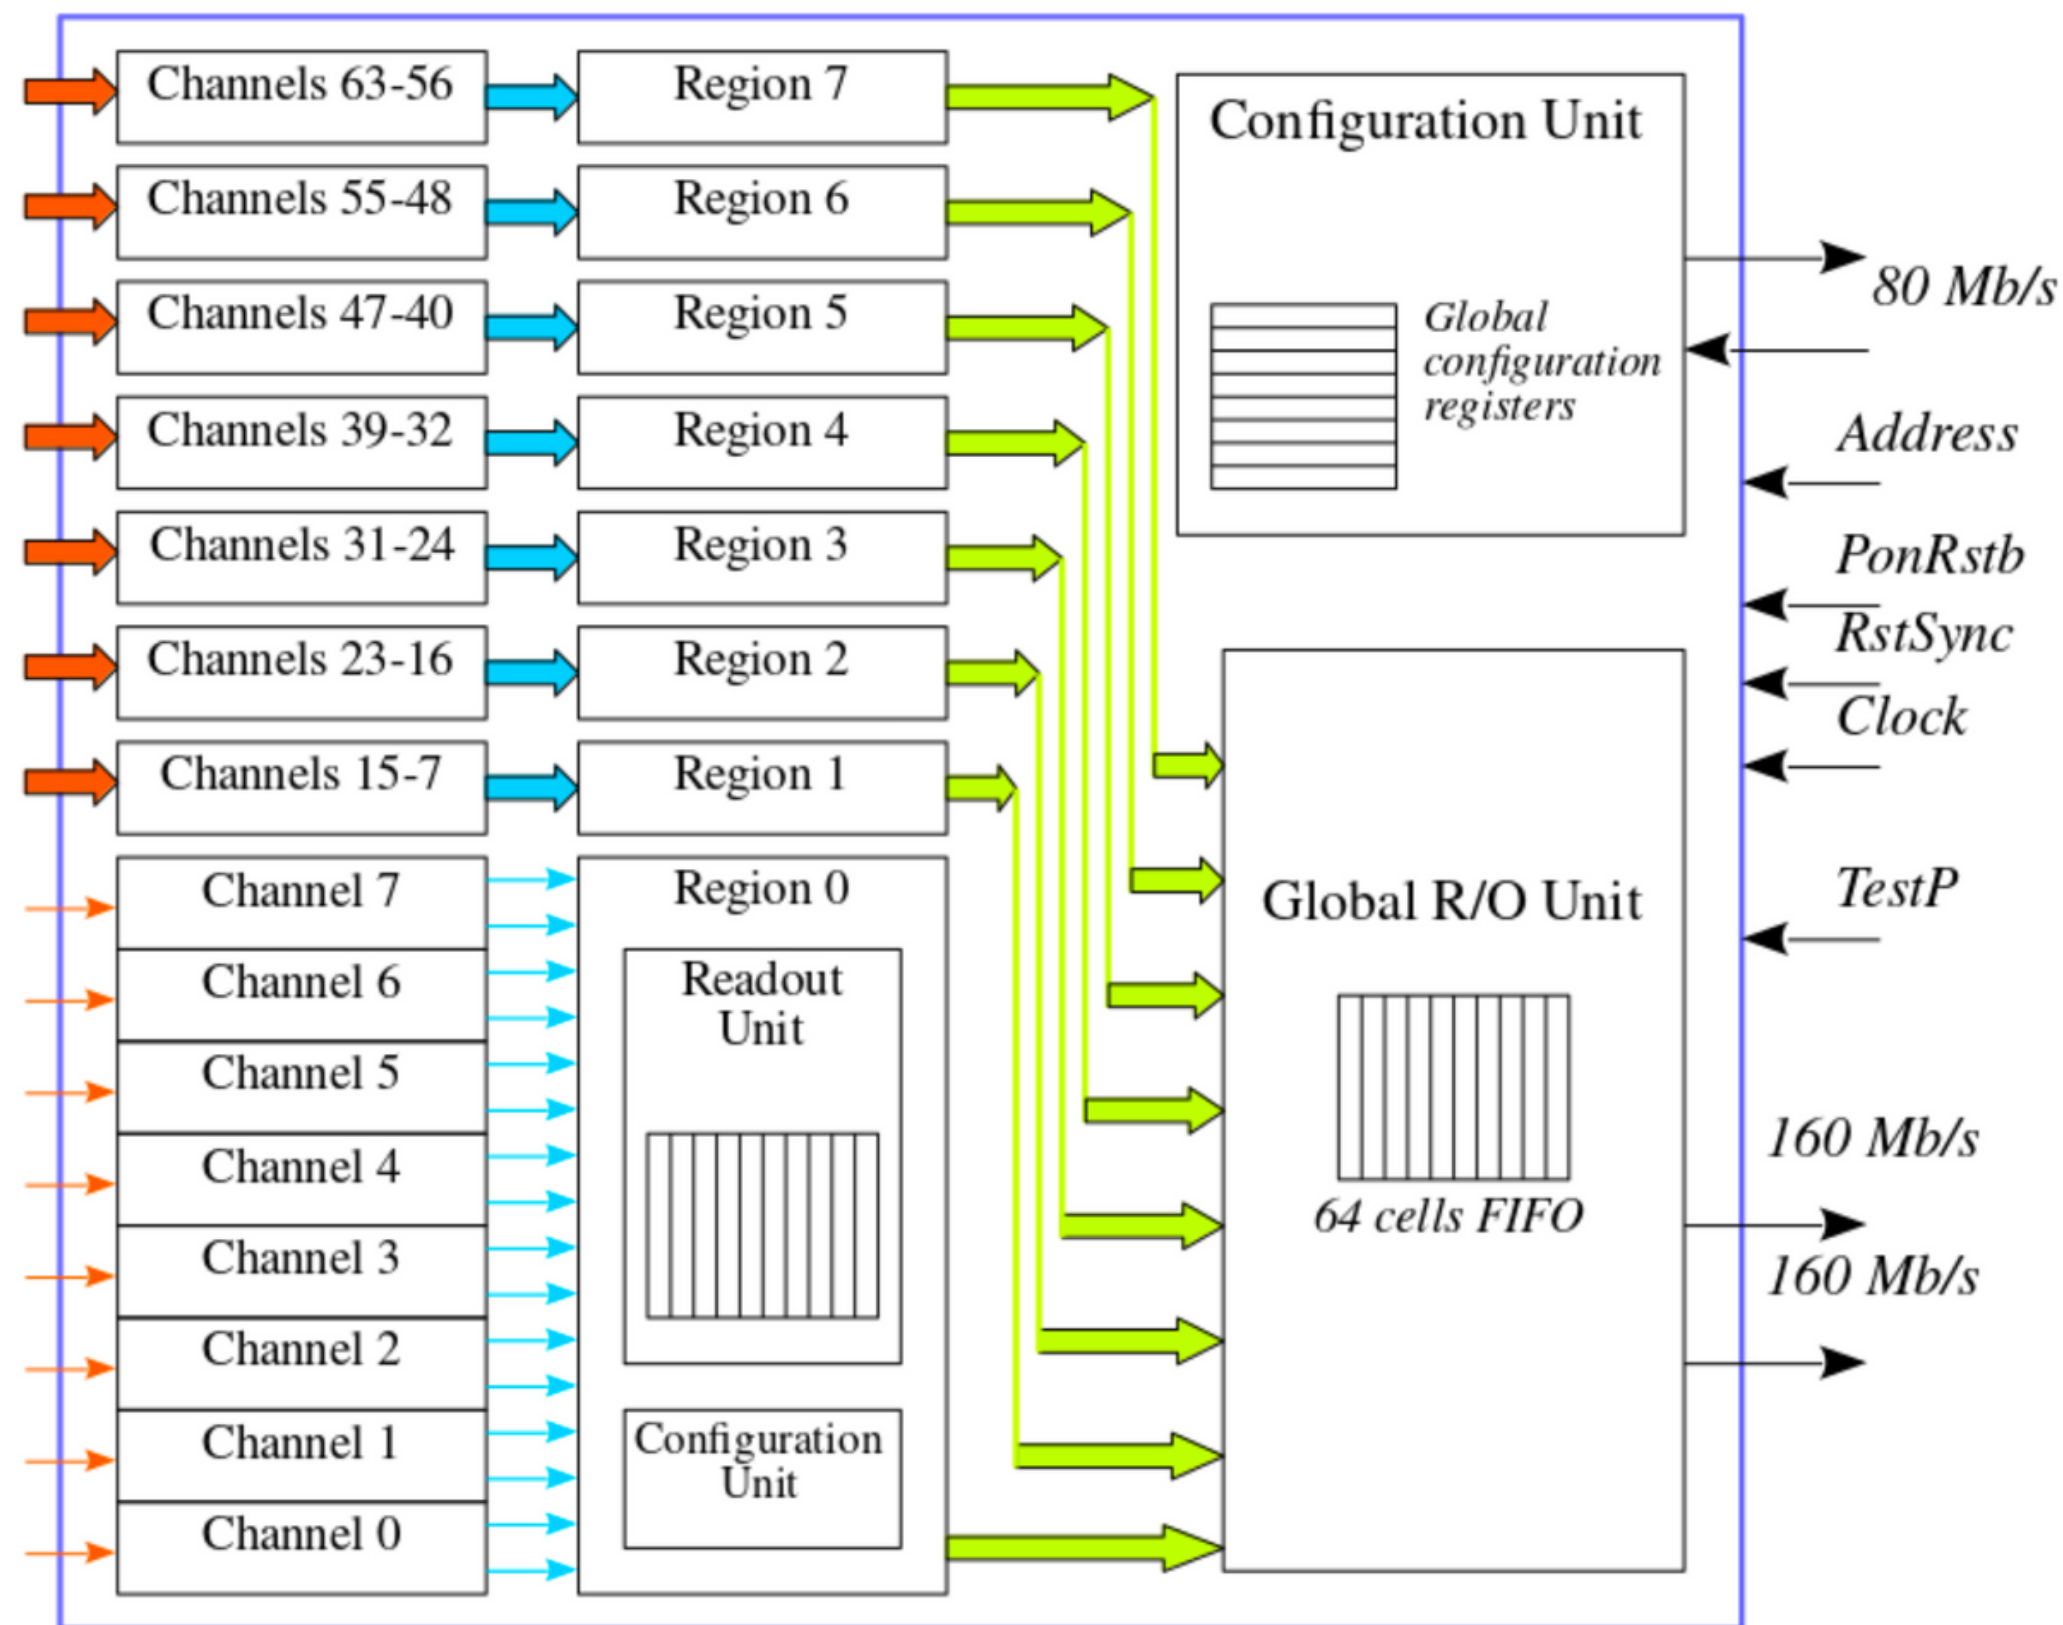 Channels 63-56
Region 7
Channels 55-48
Region 6
Channels 47-40
Region 5
Channels 39-32
Region 4
Channels 31-24
Region 3
Channels 23-16
Region 2
Channels 15-7
Region 1
Channel 7
Channel 6
Channel 5
Channel 4
Channel 3
Channel 2
Channel 1
Channel 0
Region 0
Readout
Unit
Configuration
Unit
Configuration Unit
Global
configuration
registers
Global R/O Unit
64 cells FIFO
80 Mb/s
Address
PonRstb
RstSync
Clock
TestP
160 Mb/s
160 Mb/s